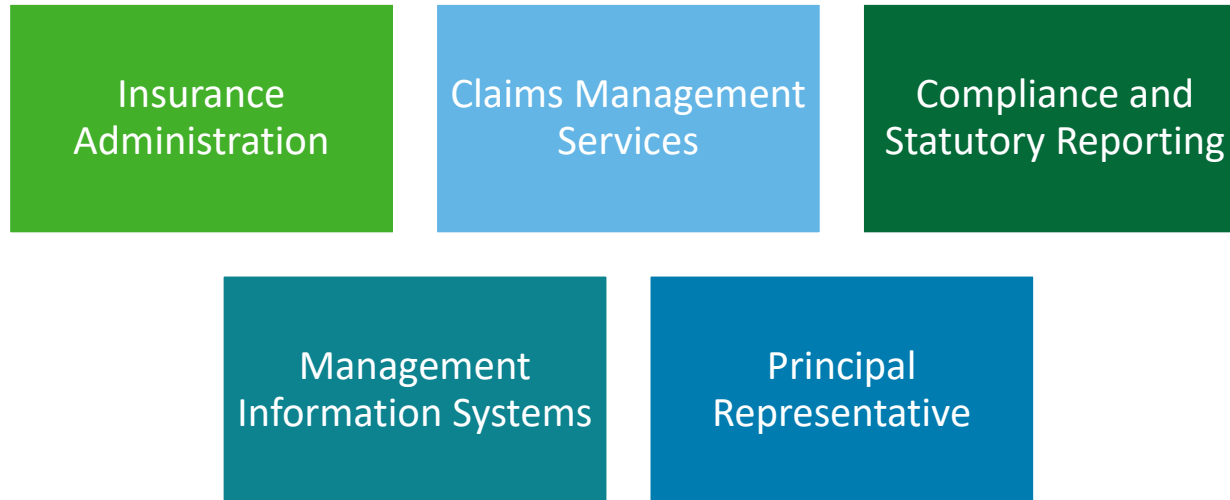 Insurance
Administration
Claims Management
Services
Compliance and
Statutory Reporting
Management
Information Systems
Principal
Representative